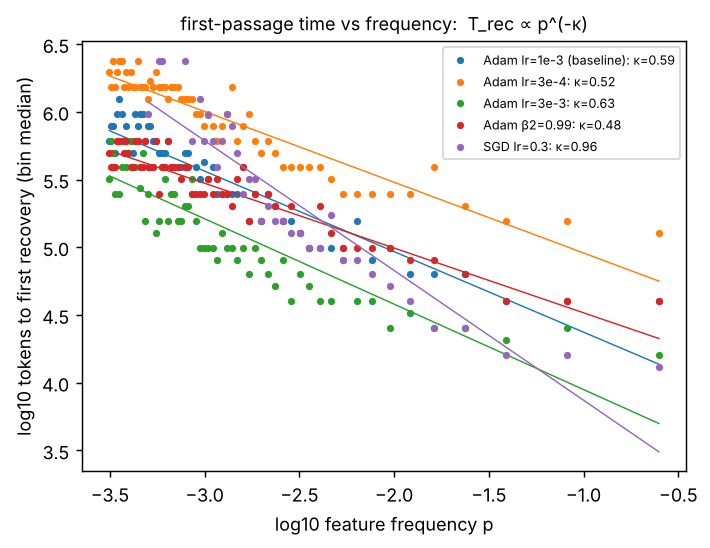 first-passage time vs frequency:  T_rec ∝ p^(-κ)
log10 tokens to first recovery (bin median)
6.5
6.0
5.5
5.0
4.5
4.0
3.5
Adam lr=1e-3 (baseline): κ=0.59
Adam lr=3e-4: κ=0.52
Adam lr=3e-3: κ=0.63
Adam β2=0.99: κ=0.48
SGD lr=0.3: κ=0.96
−3.5 −3.0 −2.5 −2.0 −1.5 −1.0 −0.5
log10 feature frequency p